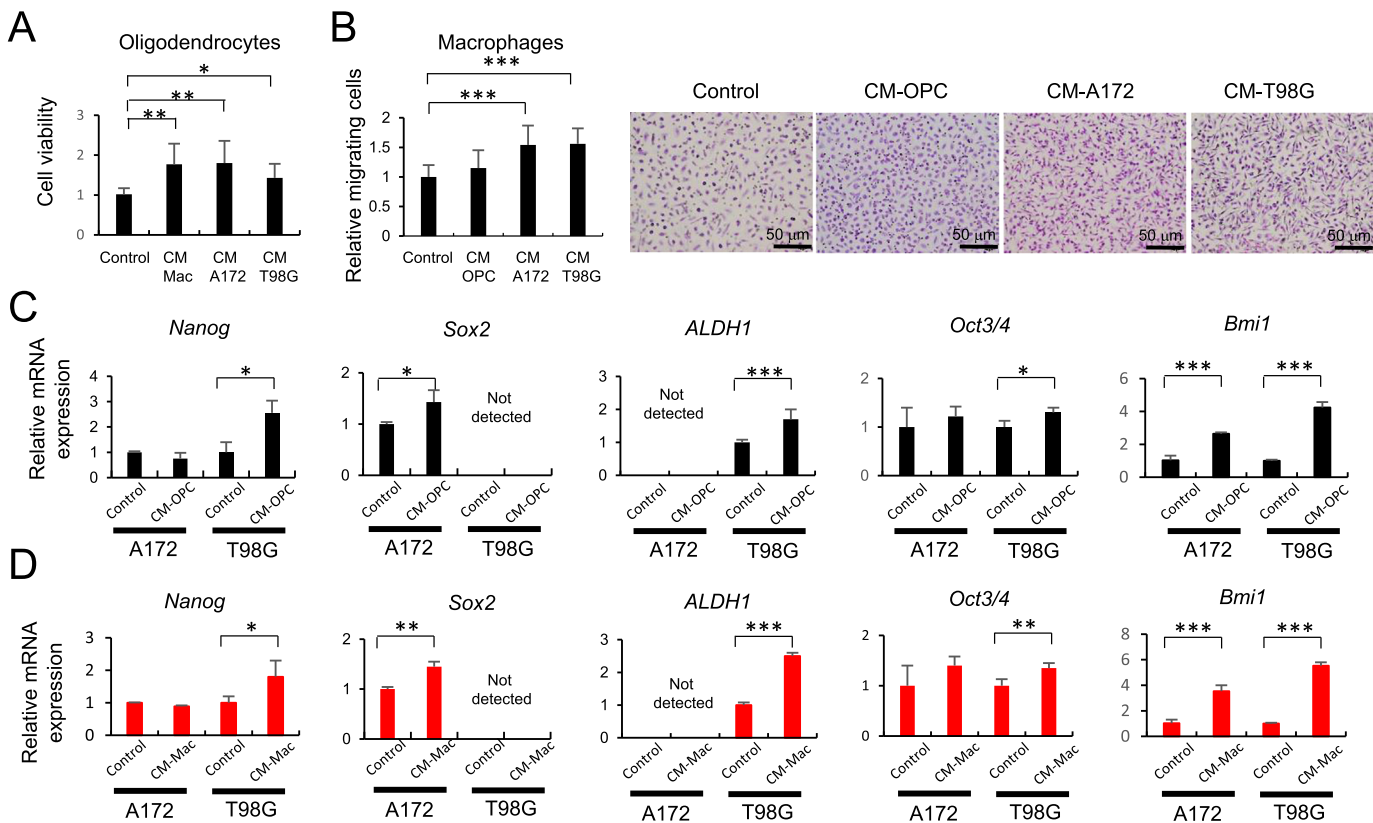 A
Oligodendrocytes
*
**
**
Cell viability
3
2
1
0
Control
CM Mac
CM A172
CM T98G
B
Macrophages
***
***
Relative migrating cells
2
1.5
1
0.5
0
Control
CM OPC
CM A172
CM T98G
Control
CM-OPC
CM-A172
CM-T98G
50 μm
50 μm
50 μm
50 μm
C
Relative mRNA
expression
Nanog
*
4
3
2
1
0
Control
CM-OPC
Control
CM-OPC
A172
T98G
Sox2
*
Not
detected
2
1
0
Control
CM-OPC
Control
CM-OPC
A172
T98G
ALDH1
***
Not
detected
3
2
1
0
Control
CM-OPC
Control
CM-OPC
A172
T98G
Oct3/4
*
2
1
0
Control
CM-OPC
Control
CM-OPC
A172
T98G
Bmi1
***
***
6
4
2
0
Control
CM-OPC
Control
CM-OPC
A172
T98G
D
Relative mRNA
expression
Nanog
*
3
2
1
0
Control
CM-Mac
Control
CM-Mac
A172
T98G
Sox2
**
Not
detected
2
1
0
Control
CM-Mac
Control
CM-Mac
A172
T98G
ALDH1
***
Not
detected
3
2
1
0
Control
CM-Mac
Control
CM-Mac
A172
T98G
Oct3/4
**
2
1
0
Control
CM-Mac
Control
CM-Mac
A172
T98G
Bmi1
***
***
8
6
4
2
0
Control
CM-Mac
Control
CM-Mac
A172
T98G